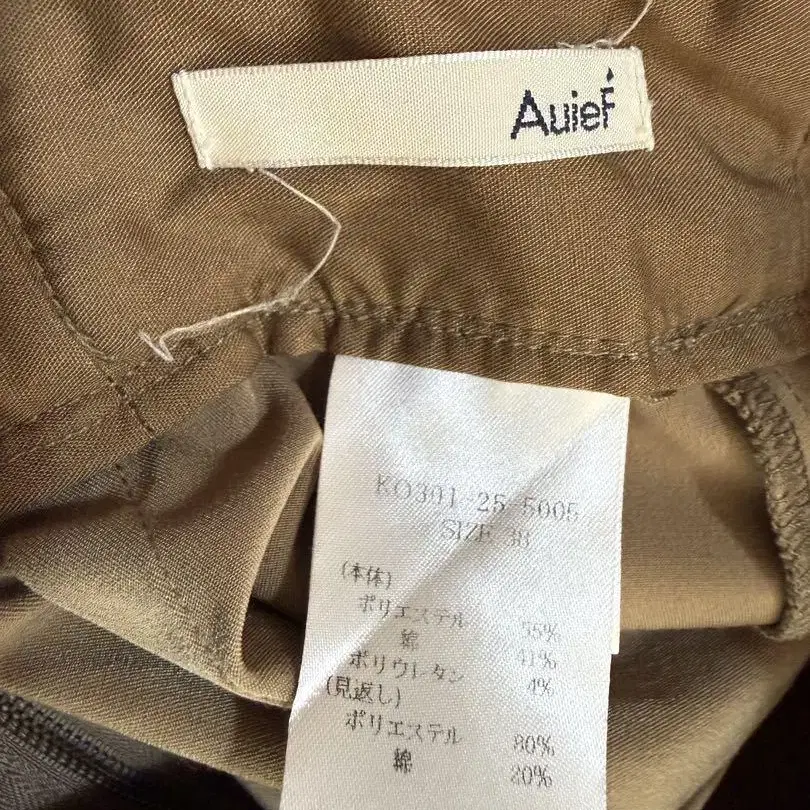 Auief
KO301-25-5005
SIZE 38
(本体)
ポリエステル 55%
綿 41%
ポリウレタン 4%
(見返し)
ポリエステル 80%
綿 20%